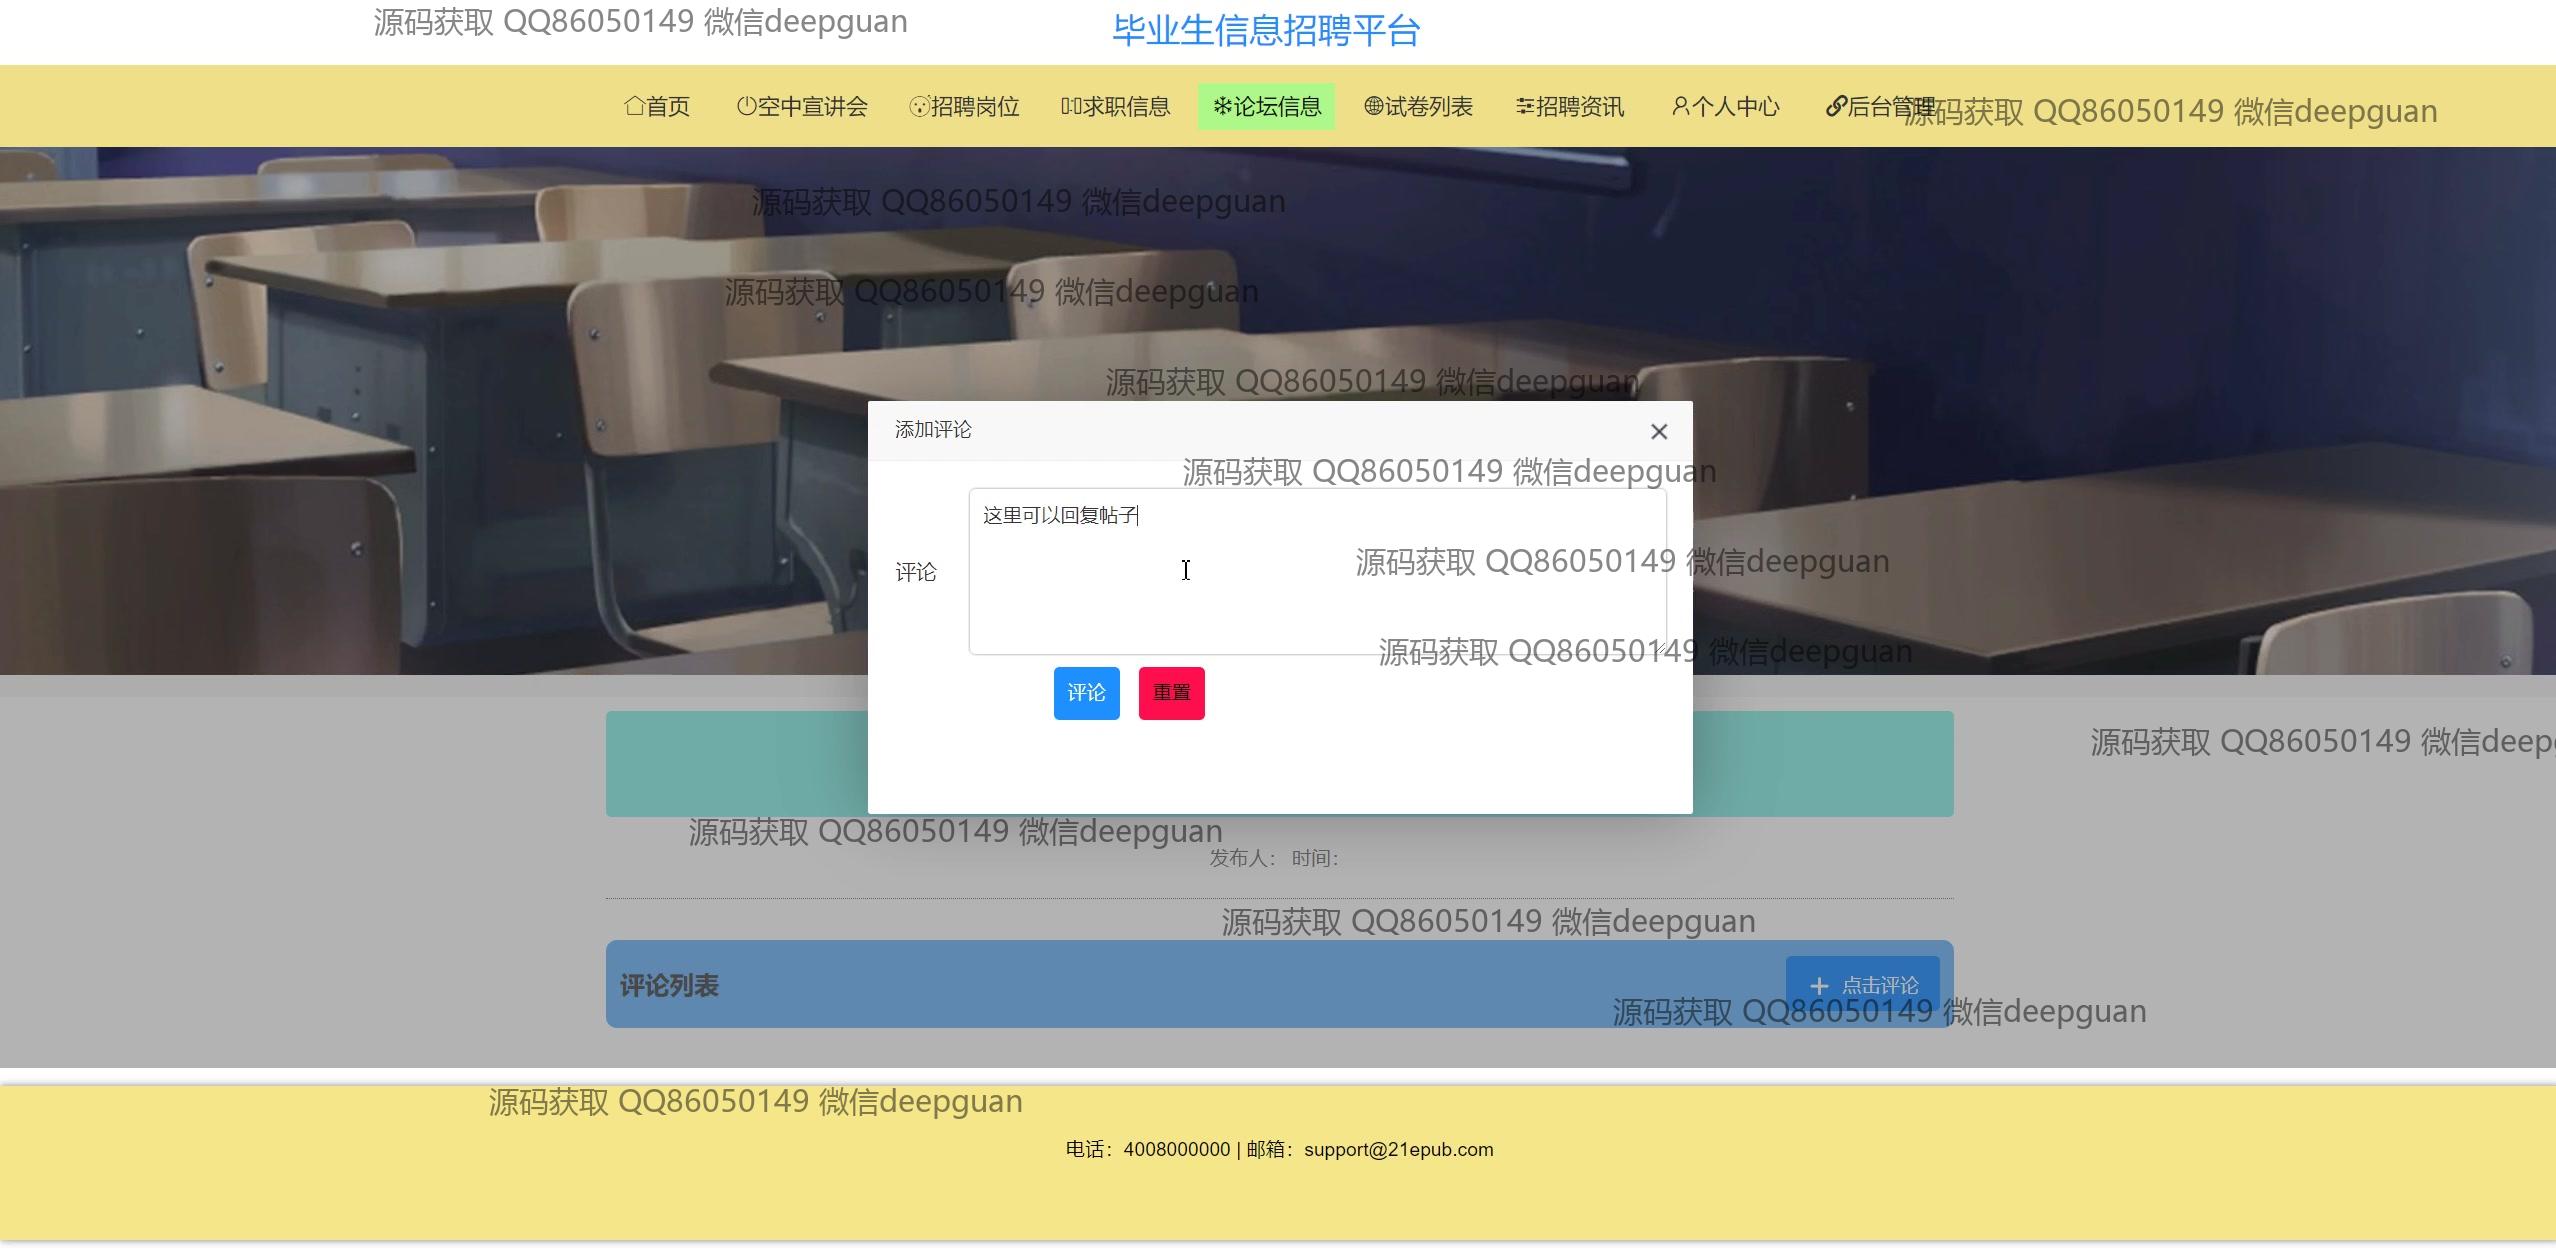 源码获取 QQ86050149 微信deepguan
毕业生信息招聘平台
首页 空中宣讲会 招聘岗位 求职信息 论坛信息 试卷列表 招聘资讯 个人中心 后台管理
源码获取 QQ86050149 微信deepguan
源码获取 QQ86050149 微信deepguan
源码获取 QQ86050149 微信deepguan
源码获取 QQ86050149 微信deepguan
添加评论
源码获取 QQ86050149 微信deepguan
这里可以回复帖子
源码获取 QQ86050149 微信deepguan
评论
源码获取 QQ86050149 微信deepguan
评论 重置
源码获取 QQ86050149 微信deep
源码获取 QQ86050149 微信deepguan
发布人： 时间：
源码获取 QQ86050149 微信deepguan
评论列表
点击评论
源码获取 QQ86050149 微信deepguan
源码获取 QQ86050149 微信deepguan
电话：4008000000 | 邮箱：support@21epub.com